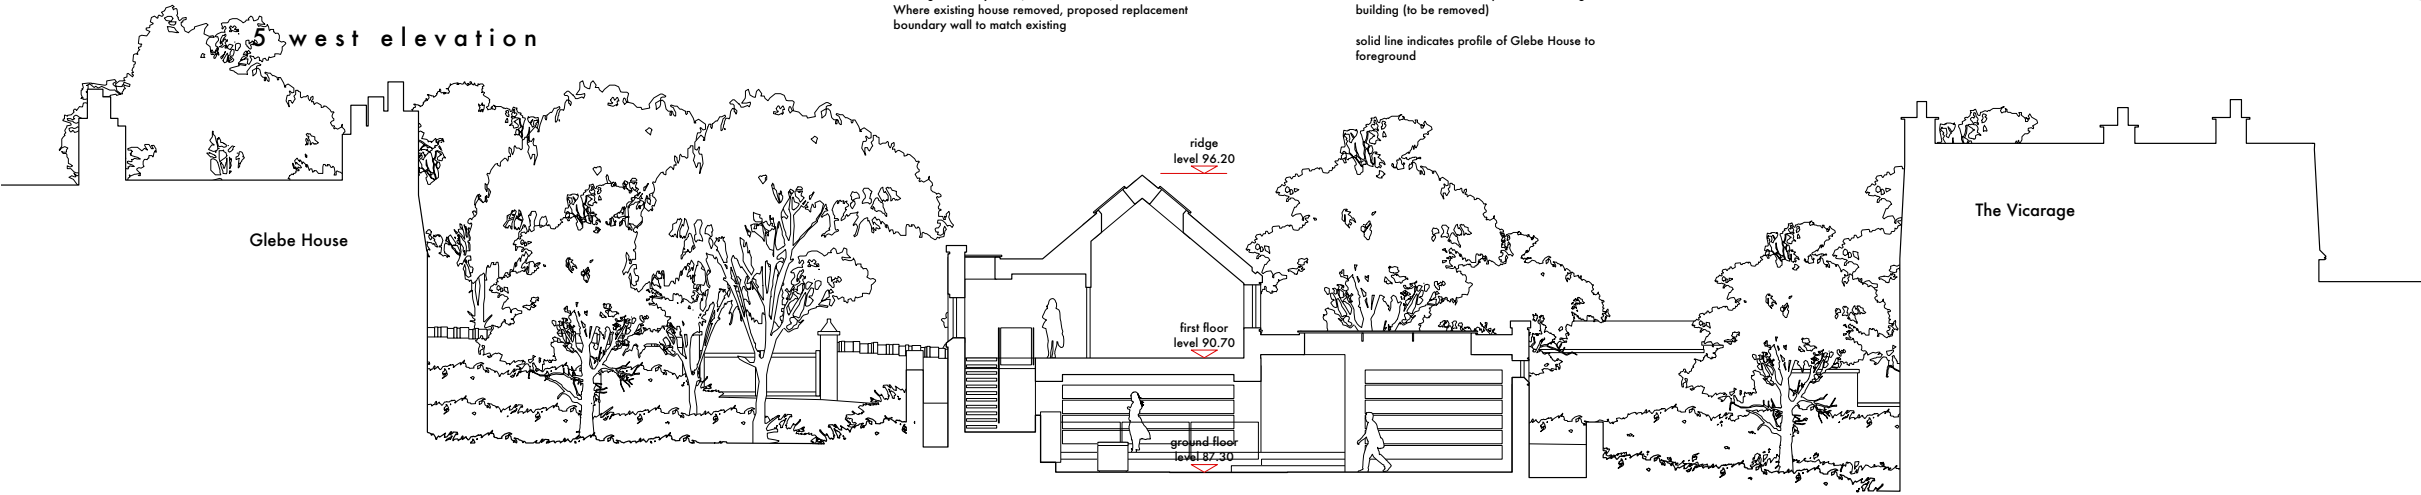 Where existing house removed, proposed replacement
boundary wall to match existing
building (to be removed)
solid line indicates profile of Glebe House to
foreground
5 west elevation
ridge
level 96.20
The Vicarage
Glebe House
first floor
level 90.70
ground floor
level 87.30